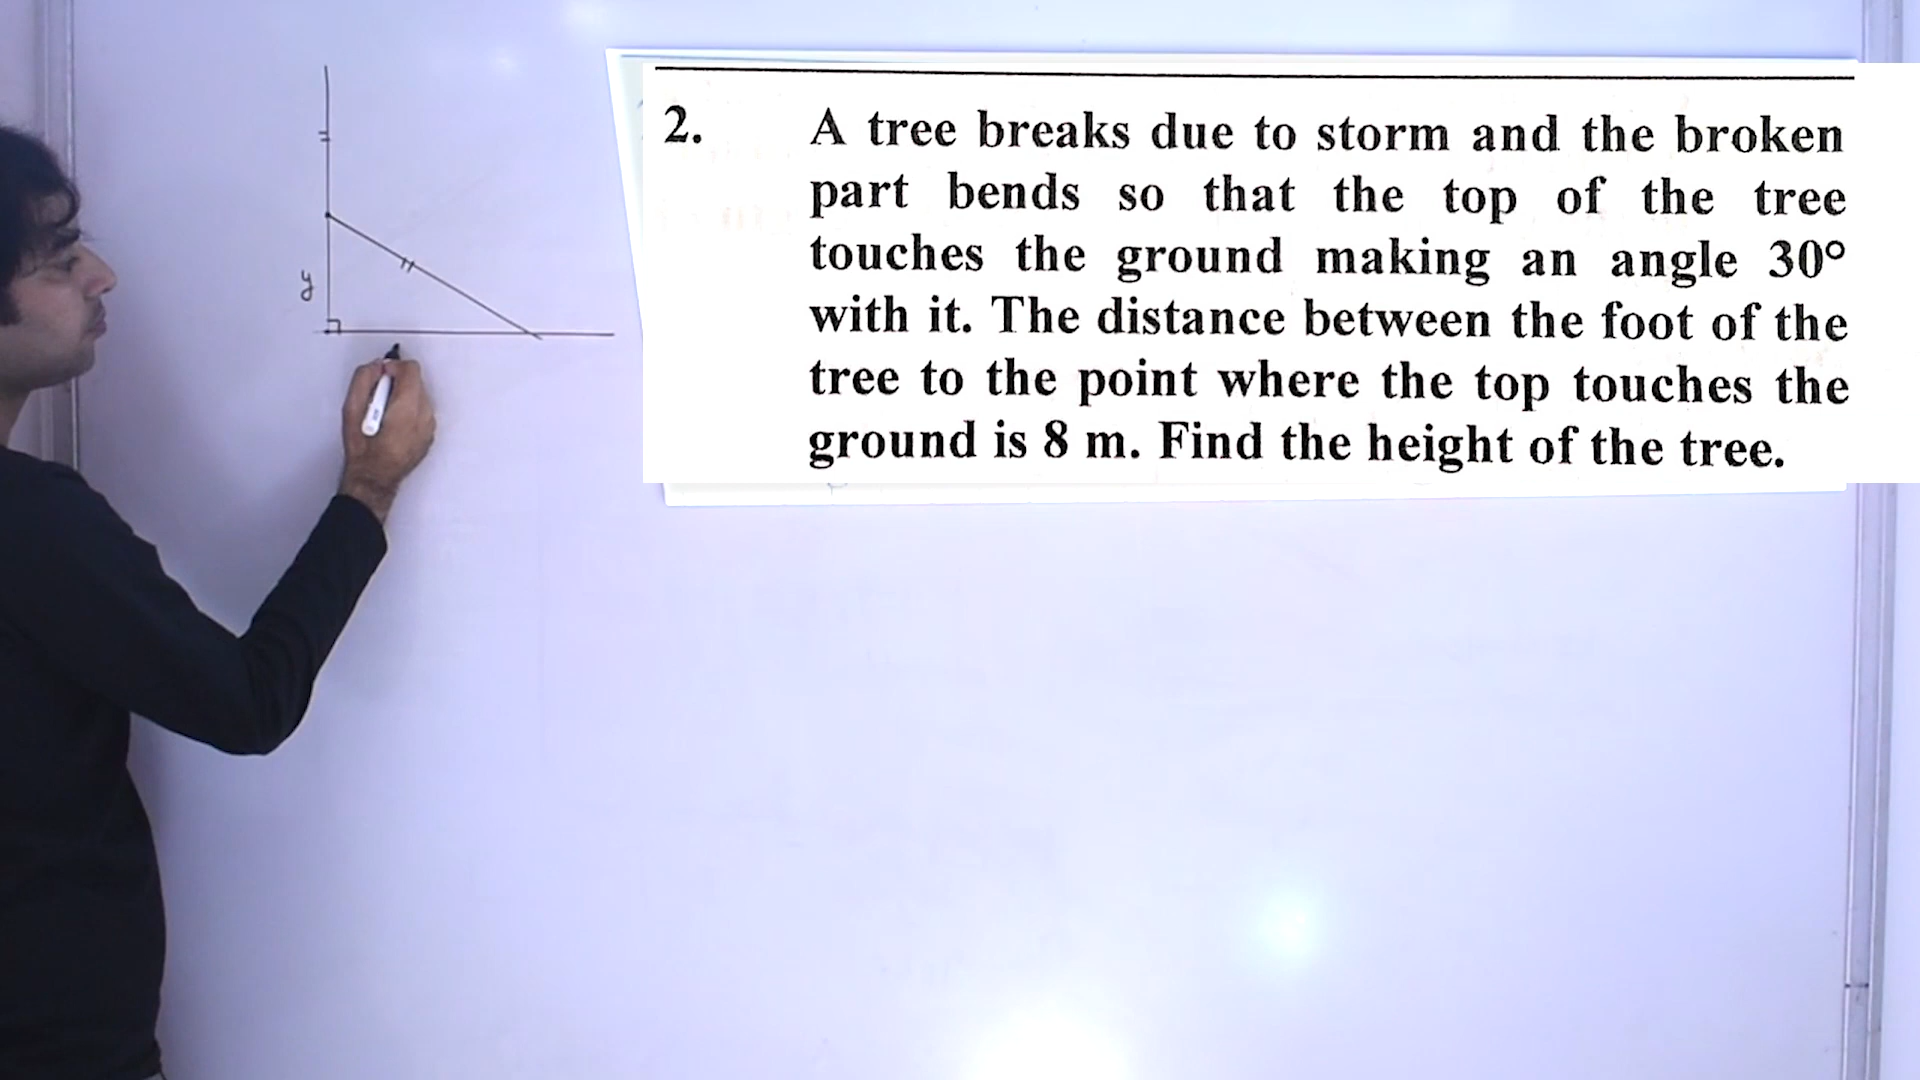 2. A tree breaks due to storm and the broken
part bends so that the top of the tree
touches the ground making an angle 30°
with it. The distance between the foot of the
tree to the point where the top touches the
ground is 8 m. Find the height of the tree.
y